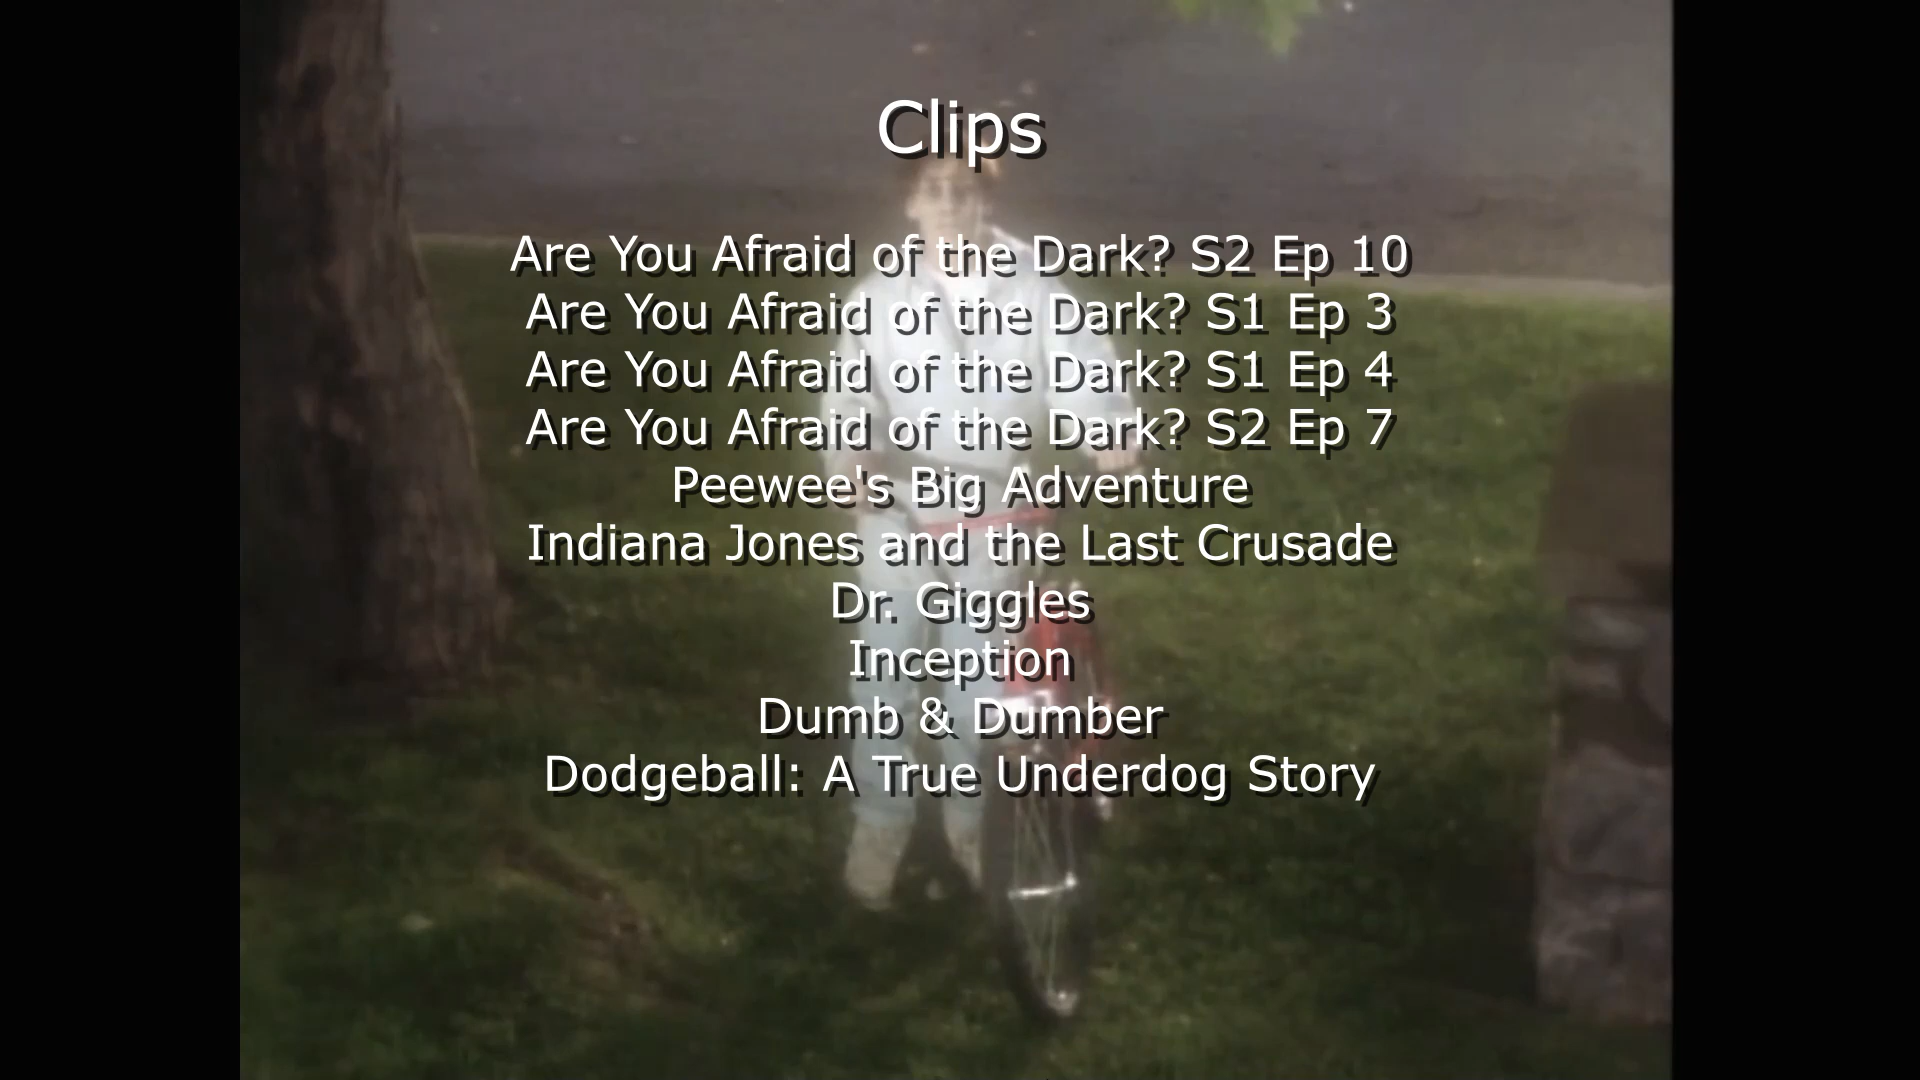 Clips
Are You Afraid of the Dark? S2 Ep 10
Are You Afraid of the Dark? S1 Ep 3
Are You Afraid of the Dark? S1 Ep 4
Are You Afraid of the Dark? S2 Ep 7
Peewee's Big Adventure
Indiana Jones and the Last Crusade
Dr. Giggles
Inception
Dumb & Dumber
Dodgeball: A True Underdog Story